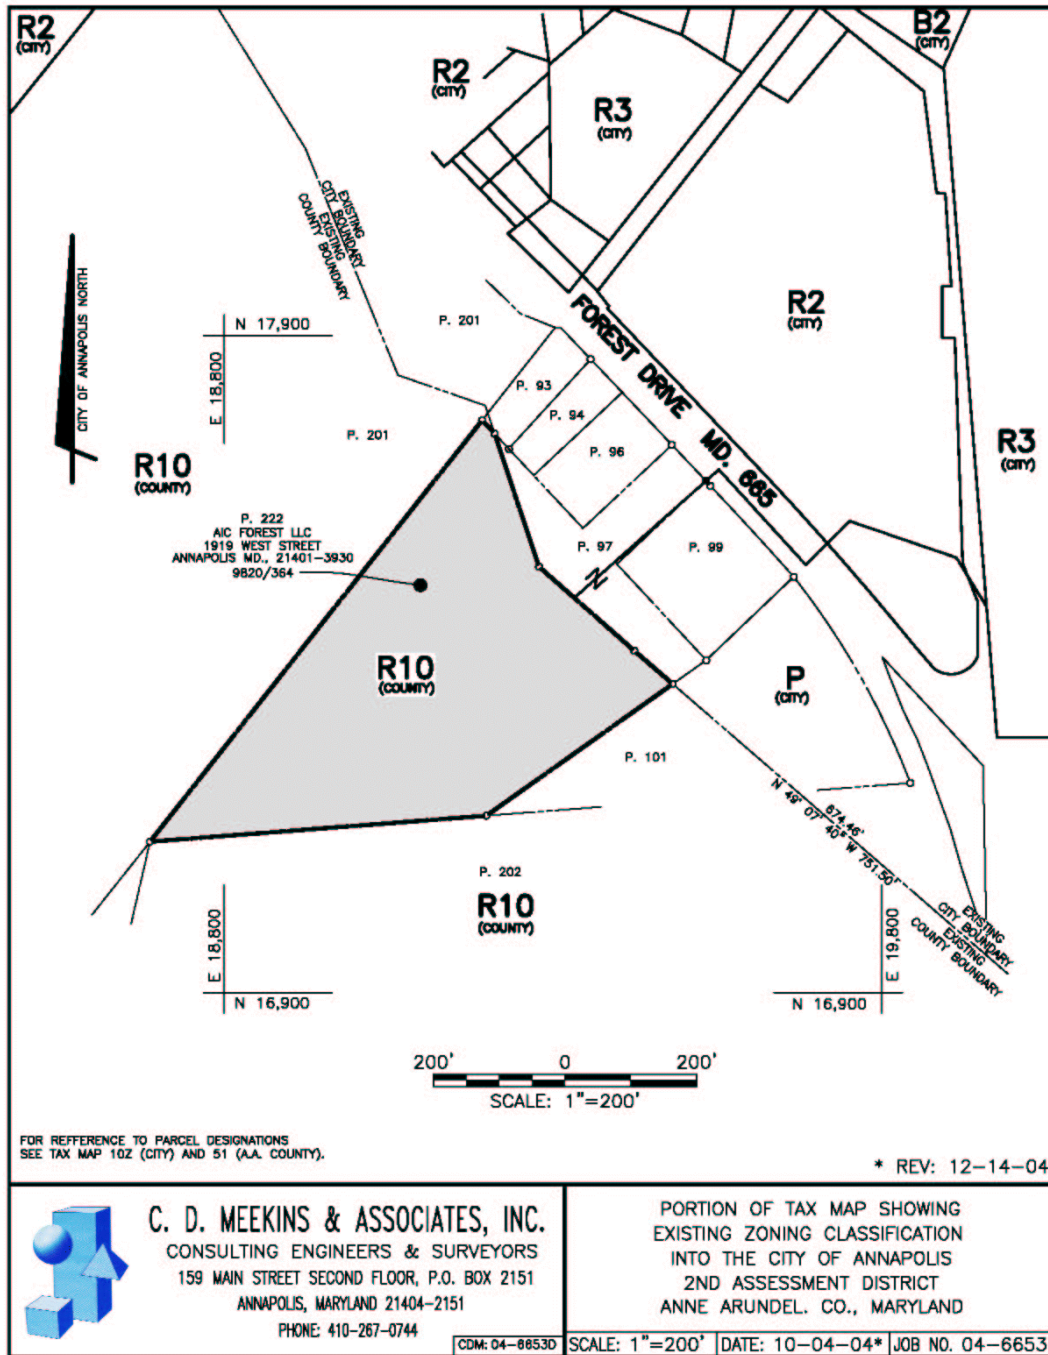 R2
(CITY)
B2
(CITY)
R2
(CITY)
R3
(CITY)
EXISTING
CITY BOUNDARY
EXISTING
COUNTY BOUNDARY
CITY OF ANNAPOLIS NORTH
N 17,900
E 18,800
P. 201
FOREST DRIVE MD. 665
R2
(CITY)
P. 93
P. 94
P. 96
P. 201
R10
(COUNTY)
R3
(CITY)
P. 222
AIC FOREST LLC
1919 WEST STREET
ANNAPOLIS MD., 21401-3930
9820/364
P. 97
P. 99
N
R10
(COUNTY)
P
(CITY)
P. 101
674.46'
N 49° 07' 40" W 751.50'
P. 202
R10
(COUNTY)
EXISTING
CITY BOUNDARY
EXISTING
COUNTY BOUNDARY
E 18,800
N 16,900
E 19,800
N 16,900
200' 0 200'
SCALE: 1"=200'
FOR REFFERENCE TO PARCEL DESIGNATIONS
SEE TAX MAP 10Z (CITY) AND 51 (A.A. COUNTY).
* REV: 12-14-04
C. D. MEEKINS & ASSOCIATES, INC.
CONSULTING ENGINEERS & SURVEYORS
159 MAIN STREET SECOND FLOOR, P.O. BOX 2151
ANNAPOLIS, MARYLAND 21404-2151
PHONE: 410-267-0744
CDM: 04-6653D
PORTION OF TAX MAP SHOWING
EXISTING ZONING CLASSIFICATION
INTO THE CITY OF ANNAPOLIS
2ND ASSESSMENT DISTRICT
ANNE ARUNDEL. CO., MARYLAND
SCALE: 1"=200' DATE: 10-04-04* JOB NO. 04-6653